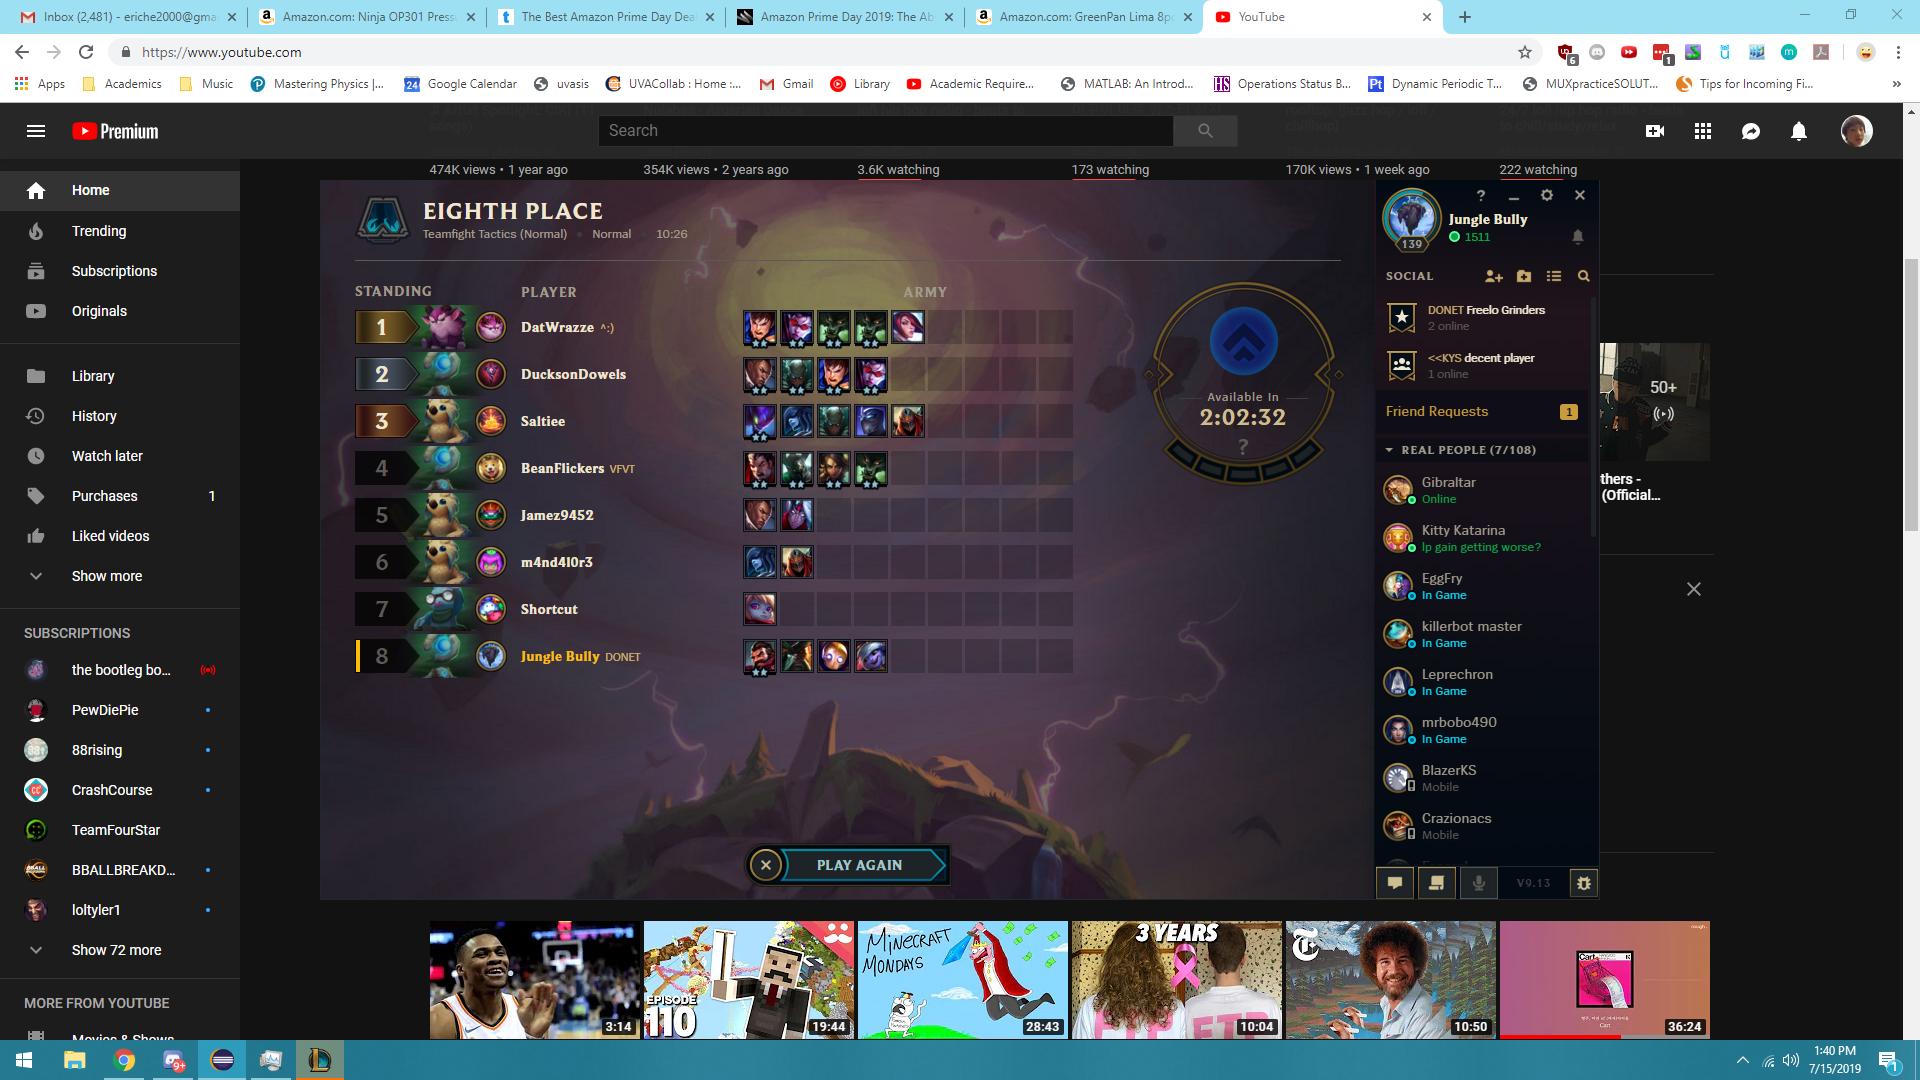 Inbox (2,481) - eriche2000@gma
Amazon.com: Ninja OP301 Press
The Best Amazon Prime Day Dea
Amazon Prime Day 2019: The Ab
Amazon.com: GreenPan Lima 8p
YouTube
https://www.youtube.com
6
1
Apps
Academics
Music
Mastering Physics |...
24
Google Calendar
uvasis
UVACollab : Home :...
Gmail
Library
Academic Require...
MATLAB: An Introd...
HS
Operations Status B...
Pt
Dynamic Periodic T...
MUXpracticeSOLUT...
Tips for Incoming Fi...
Premium
Search
474K views • 1 year ago
354K views • 2 years ago
3.6K watching
173 watching
170K views • 1 week ago
222 watching
Home
Trending
Subscriptions
Originals
Library
History
Watch later
Purchases 1
Liked videos
Show more
SUBSCRIPTIONS
the bootleg bo...
PewDiePie
88rising
CrashCourse
TeamFourStar
BBALLBREAKD...
loltyler1
Show 72 more
MORE FROM YOUTUBE
Movies & Shows
EIGHTH PLACE
Teamfight Tactics (Normal) • Normal • 10:26
STANDING PLAYER ARMY
1 DatWrazze ^:)
2 DucksonDowels
3 Saltiee
4 BeanFlickers VFVT
5 Jamez9452
6 m4nd4l0r3
7 Shortcut
8 Jungle Bully DONET
Available In
2:02:32
?
PLAY AGAIN
?
Jungle Bully
1511
139
SOCIAL
DONET Freelo Grinders
2 online
<<KYS decent player
1 online
Friend Requests 1
REAL PEOPLE (7/108)
Gibraltar
Online
Kitty Katarina
lp gain getting worse?
EggFry
In Game
killerbot master
In Game
Leprechron
In Game
mrbobo490
In Game
BlazerKS
Mobile
Crazionacs
Mobile
V9.13
50+
thers -
(Official...
3:14
EPISODE
110
19:44
MINECRAFT
MONDAYS
28:43
3 YEARS
10:04
10:50
Cart
36:24
9+
1:40 PM
7/15/2019
1